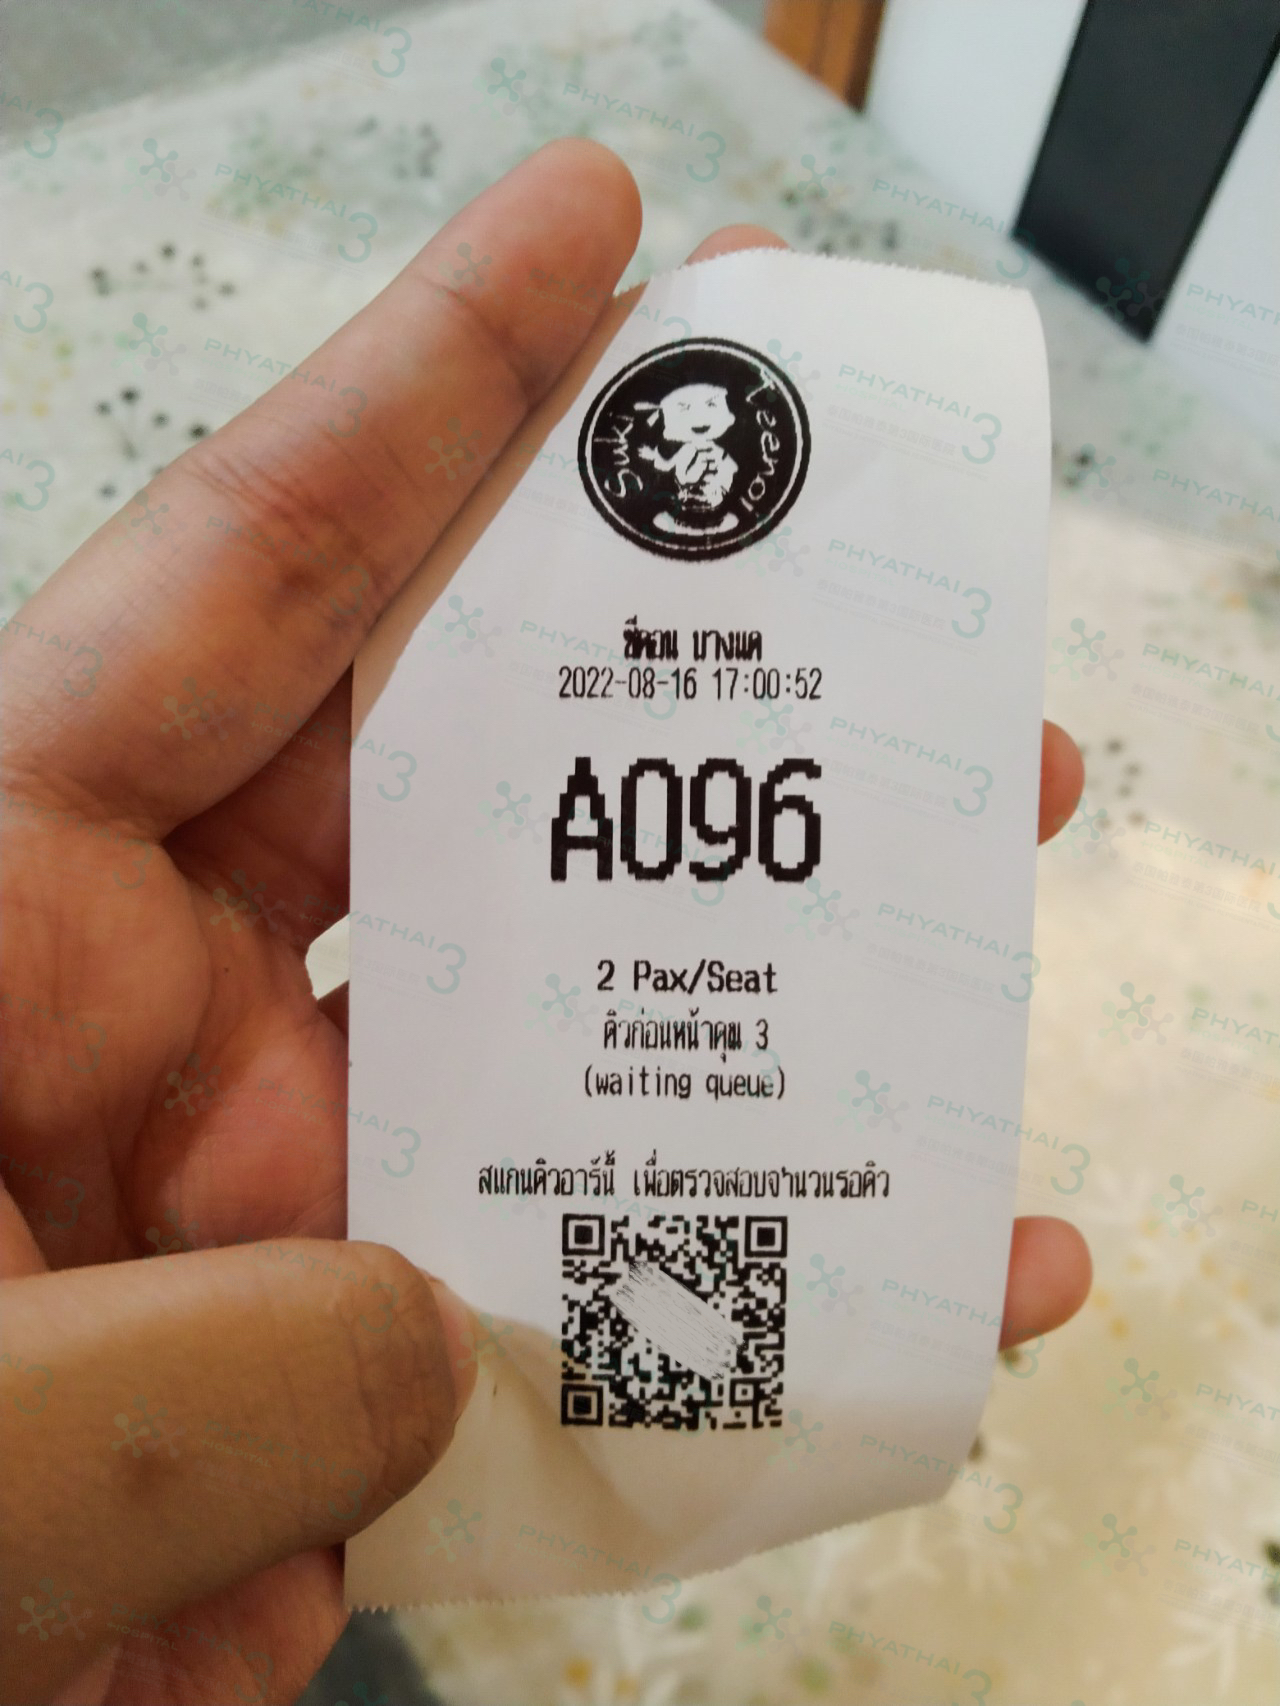 Suki Teenoi
ซีคอน บางแค
2022-08-16 17:00:52
A096
2 Pax/Seat
คิวก่อนหน้าคุณ 3
(waiting queue)
สแกนคิวอาร์นี้ เพื่อตรวจสอบจำนวนรอคิว
PHYATHAI 3
HOSPITAL